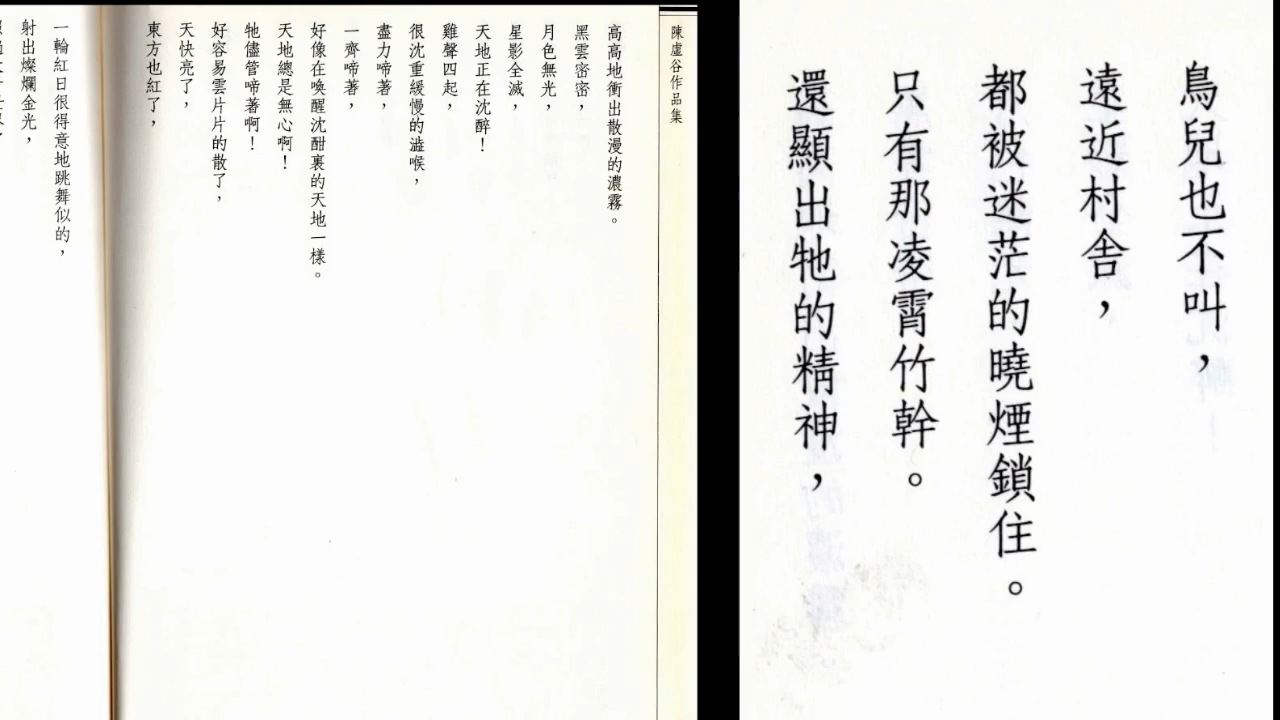 鳥兒也不叫，
遠近村舍，
都被迷茫的曉煙鎖住。
只有那凌霄竹幹。
還顯出牠的精神，
陳虛谷作品集
高高地衝出散漫的濃霧。
黑雲密密，
月色無光，
星影全滅，
天地正在沈醉！
雞聲四起，
很沈重緩慢的澁喉，
盡力啼著，
一齊啼著，
好像在喚醒沈酣裏的天地一樣。
天地總是無心啊！
牠儘管啼著啊！
好容易雲片片的散了，
天快亮了，
東方也紅了，
一輪紅日很得意地跳舞似的，
射出燦爛金光，